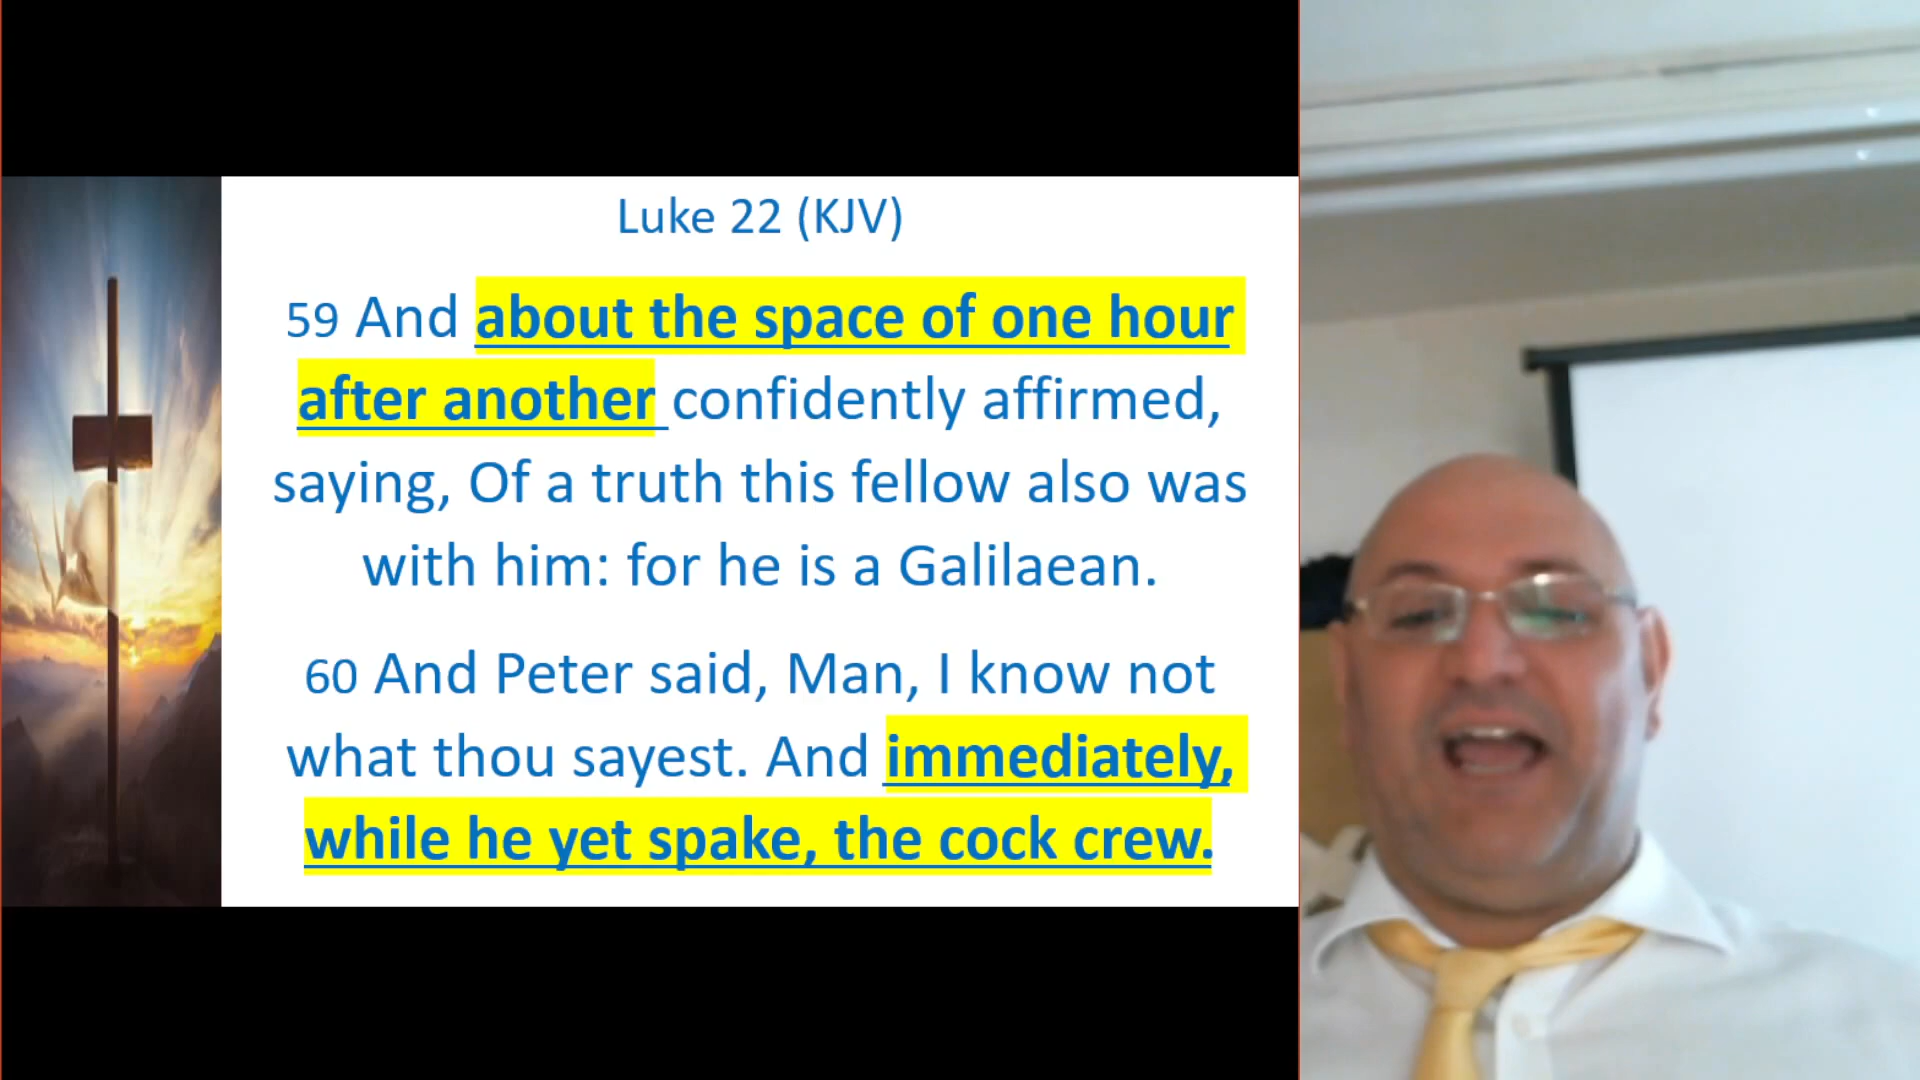 Luke 22 (KJV)
59 And about the space of one hour
after another confidently affirmed,
saying, Of a truth this fellow also was
with him: for he is a Galilaean.
60 And Peter said, Man, I know not
what thou sayest. And immediately,
while he yet spake, the cock crew.